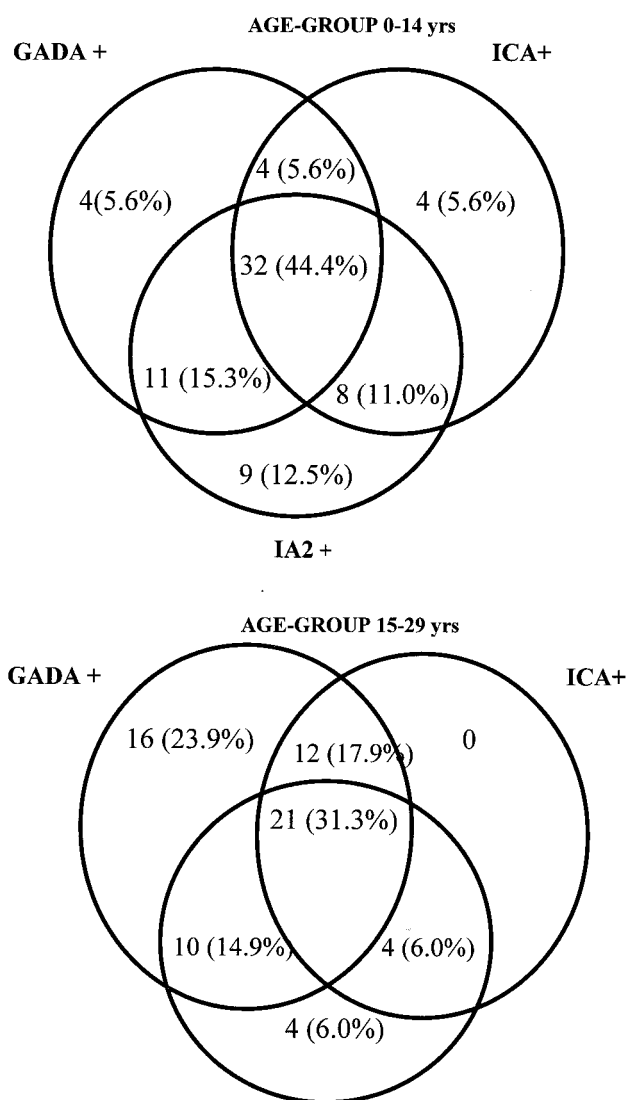 AGE-GROUP 0-14 yrs
GADA +
ICA+
4 (5.6%)
4(5.6%)
4 (5.6%)
32 (44.4%)
11 (15.3%)
8 (11.0%)
9 (12.5%)
IA2 +
AGE-GROUP 15-29 yrs
GADA +
ICA+
16 (23.9%)
12 (17.9%)
0
21 (31.3%)
10 (14.9%)
4 (6.0%)
4 (6.0%)